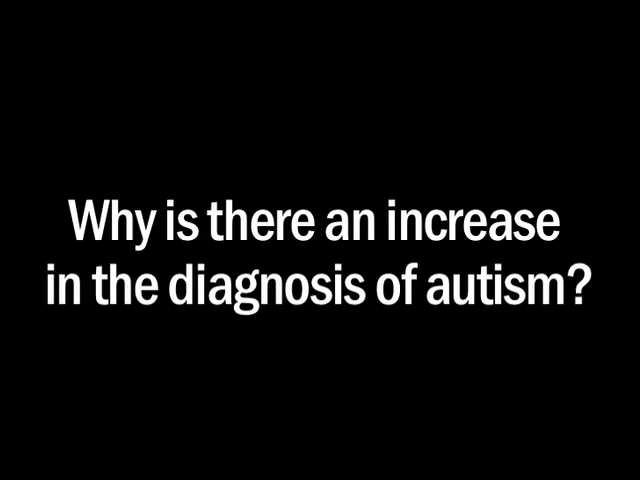 Why is there an increase
in the diagnosis of autism?